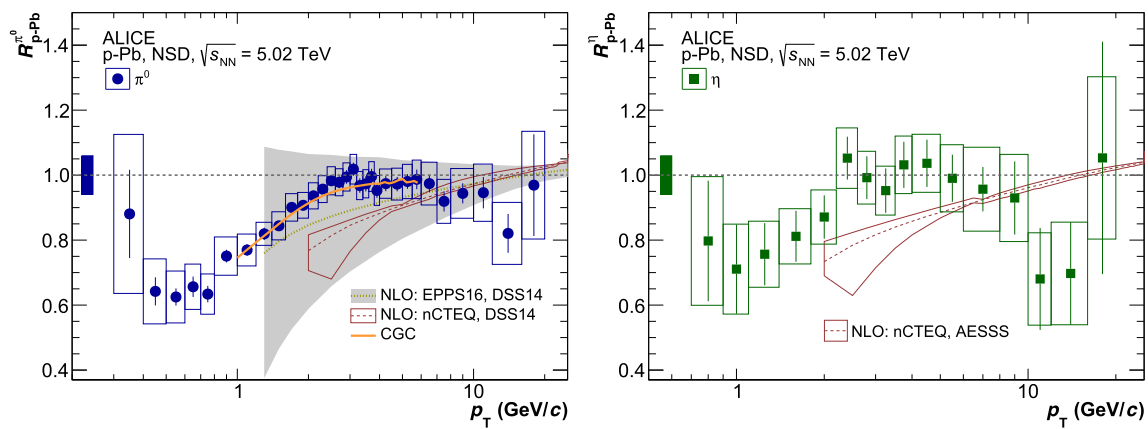 R^π⁰_p-Pb
ALICE
p-Pb, NSD, √s_NN = 5.02 TeV
π⁰
1.4
1.2
1.0
0.8
0.6
0.4
NLO: EPPS16, DSS14
NLO: nCTEQ, DSS14
CGC
1
10
p_T (GeV/c)
R^η_p-Pb
ALICE
p-Pb, NSD, √s_NN = 5.02 TeV
η
1.4
1.2
1.0
0.8
0.6
0.4
NLO: nCTEQ, AESSS
1
10
p_T (GeV/c)